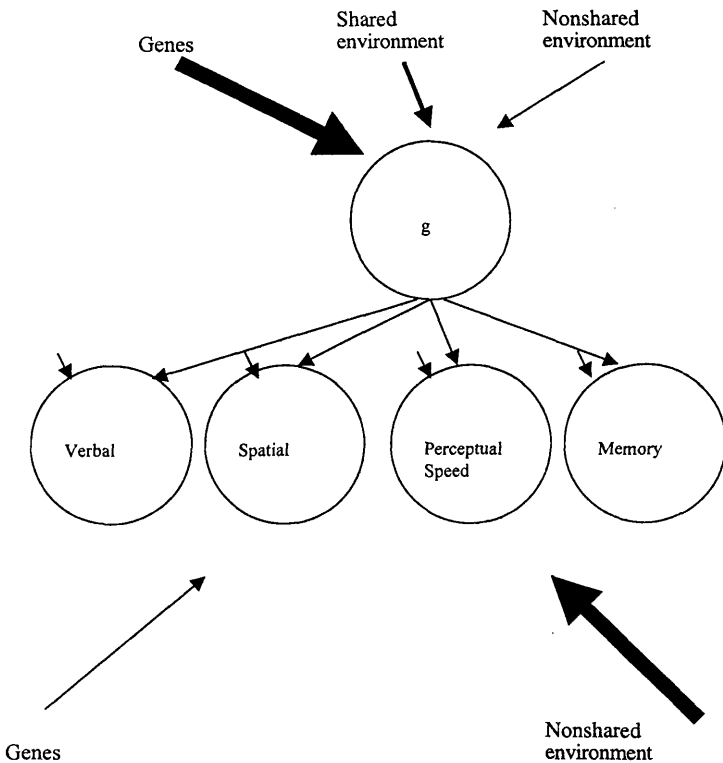 Genes
Shared
environment
Nonshared
environment
g
Verbal
Spatial
Perceptual
Speed
Memory
Genes
Nonshared
environment